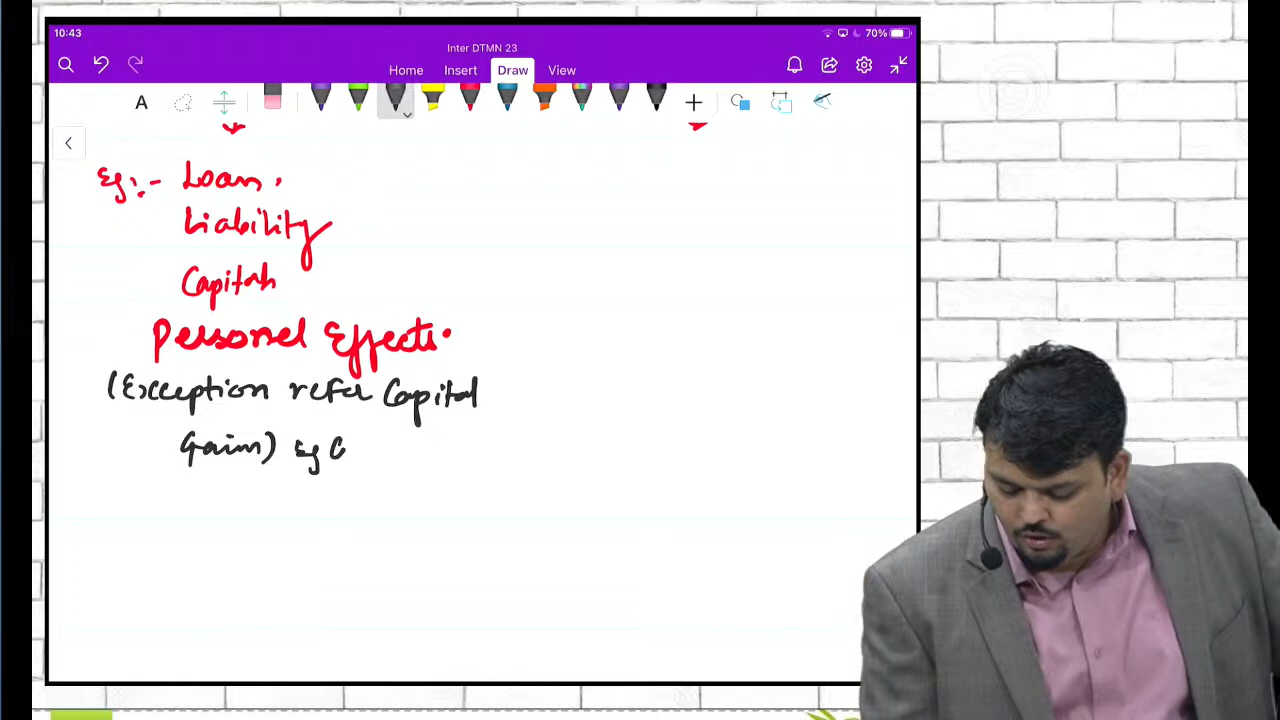 10:43
70%
Inter DTMN 23
Home Insert Draw View
A
Eg:- Loan.
Liability
Capital
Personel Effects.
(Exception refer Capital
Gain) Eg C